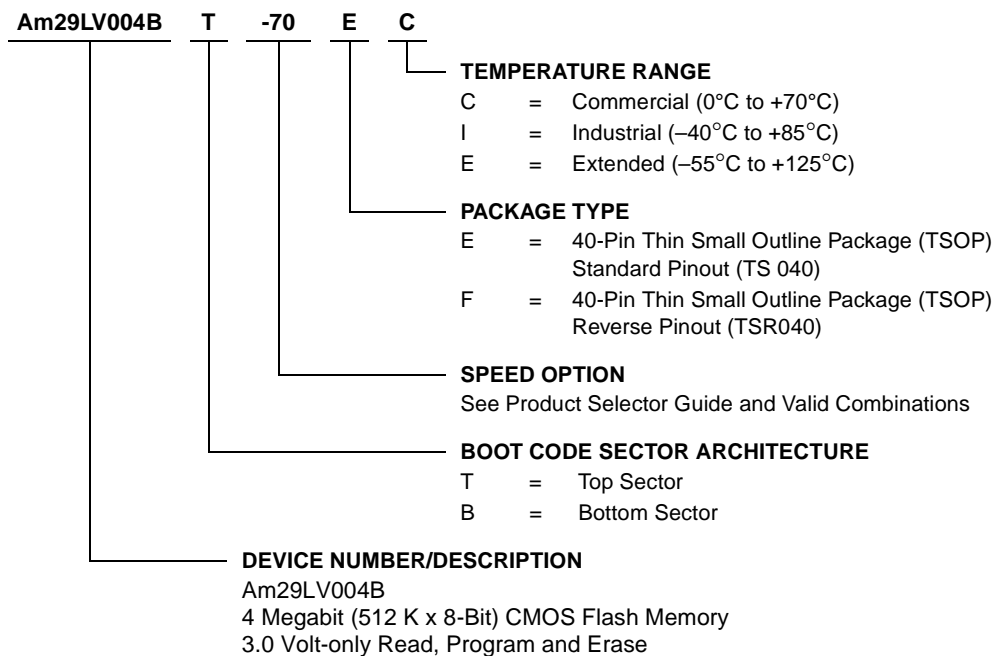 Am29LV004B T -70 E C
TEMPERATURE RANGE
C = Commercial (0°C to +70°C)
I = Industrial (–40°C to +85°C)
E = Extended (–55°C to +125°C)
PACKAGE TYPE
E = 40-Pin Thin Small Outline Package (TSOP)
Standard Pinout (TS 040)
F = 40-Pin Thin Small Outline Package (TSOP)
Reverse Pinout (TSR040)
SPEED OPTION
See Product Selector Guide and Valid Combinations
BOOT CODE SECTOR ARCHITECTURE
T = Top Sector
B = Bottom Sector
DEVICE NUMBER/DESCRIPTION
Am29LV004B
4 Megabit (512 K x 8-Bit) CMOS Flash Memory
3.0 Volt-only Read, Program and Erase